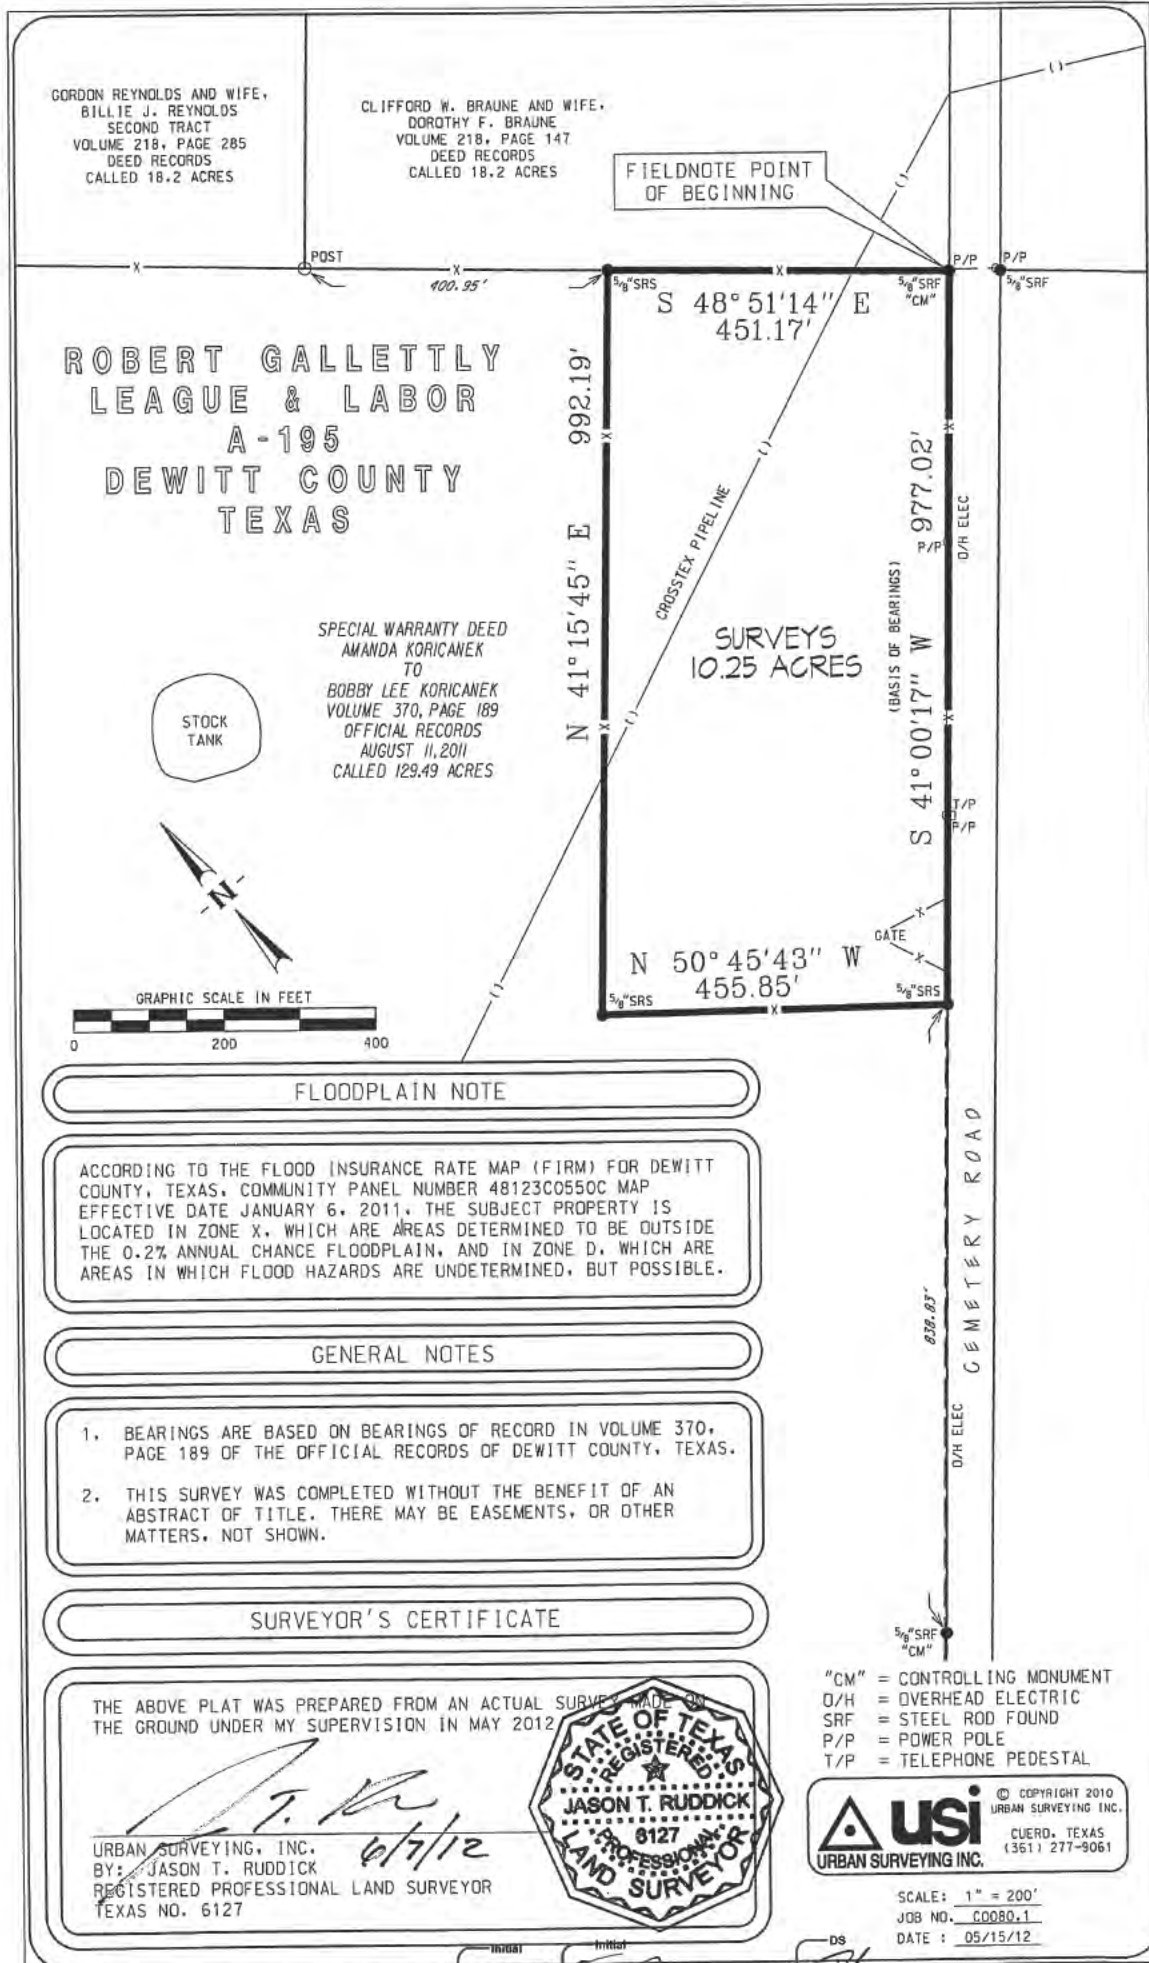 GORDON REYNOLDS AND WIFE,
BILLIE J. REYNOLDS
SECOND TRACT
VOLUME 218, PAGE 285
DEED RECORDS
CALLED 18.2 ACRES
CLIFFORD W. BRAUNE AND WIFE,
DOROTHY F. BRAUNE
VOLUME 218, PAGE 147
DEED RECORDS
CALLED 18.2 ACRES
FIELDNOTE POINT
OF BEGINNING
POST
400.95'
5/8"SRS
5/8"SRF
"CM"
P/P
P/P
5/8"SRF
S 48°51'14" E
451.17'
ROBERT GALLETTLY
LEAGUE & LABOR
A-195
DEWITT COUNTY
TEXAS
N 41°15'45" E 992.19'
CROSSTEX PIPELINE
SURVEYS
10.25 ACRES
(BASIS OF BEARINGS)
S 41°00'17" W 977.02'
P/P
O/H ELEC
T/P
P/P
SPECIAL WARRANTY DEED
AMANDA KORICANEK
TO
BOBBY LEE KORICANEK
VOLUME 370, PAGE 189
OFFICIAL RECORDS
AUGUST 11, 2011
CALLED 129.49 ACRES
STOCK
TANK
N
GATE
N 50°45'43" W
455.85'
5/8"SRS
5/8"SRS
GRAPHIC SCALE IN FEET
0 200 400
FLOODPLAIN NOTE
ACCORDING TO THE FLOOD INSURANCE RATE MAP (FIRM) FOR DEWITT
COUNTY, TEXAS, COMMUNITY PANEL NUMBER 48123C0550C MAP
EFFECTIVE DATE JANUARY 6, 2011, THE SUBJECT PROPERTY IS
LOCATED IN ZONE X, WHICH ARE AREAS DETERMINED TO BE OUTSIDE
THE 0.2% ANNUAL CHANCE FLOODPLAIN, AND IN ZONE D, WHICH ARE
AREAS IN WHICH FLOOD HAZARDS ARE UNDETERMINED, BUT POSSIBLE.
CEMETERY ROAD
838.83'
O/H ELEC
GENERAL NOTES
1. BEARINGS ARE BASED ON BEARINGS OF RECORD IN VOLUME 370,
PAGE 189 OF THE OFFICIAL RECORDS OF DEWITT COUNTY, TEXAS.
2. THIS SURVEY WAS COMPLETED WITHOUT THE BENEFIT OF AN
ABSTRACT OF TITLE. THERE MAY BE EASEMENTS, OR OTHER
MATTERS, NOT SHOWN.
SURVEYOR'S CERTIFICATE
5/8"SRF
"CM"
THE ABOVE PLAT WAS PREPARED FROM AN ACTUAL SURVEY MADE ON
THE GROUND UNDER MY SUPERVISION IN MAY 2012
6/7/12
URBAN SURVEYING, INC.
BY: JASON T. RUDDICK
REGISTERED PROFESSIONAL LAND SURVEYOR
TEXAS NO. 6127
STATE OF TEXAS
REGISTERED
JASON T. RUDDICK
6127
PROFESSIONAL
LAND SURVEYOR
"CM" = CONTROLLING MONUMENT
O/H = OVERHEAD ELECTRIC
SRF = STEEL ROD FOUND
P/P = POWER POLE
T/P = TELEPHONE PEDESTAL
usi
URBAN SURVEYING INC.
© COPYRIGHT 2010
URBAN SURVEYING INC.
CUERO, TEXAS
(361) 277-9061
SCALE: 1" = 200'
JOB NO. C0080.1
DATE : 05/15/12
Initial
Initial
DS